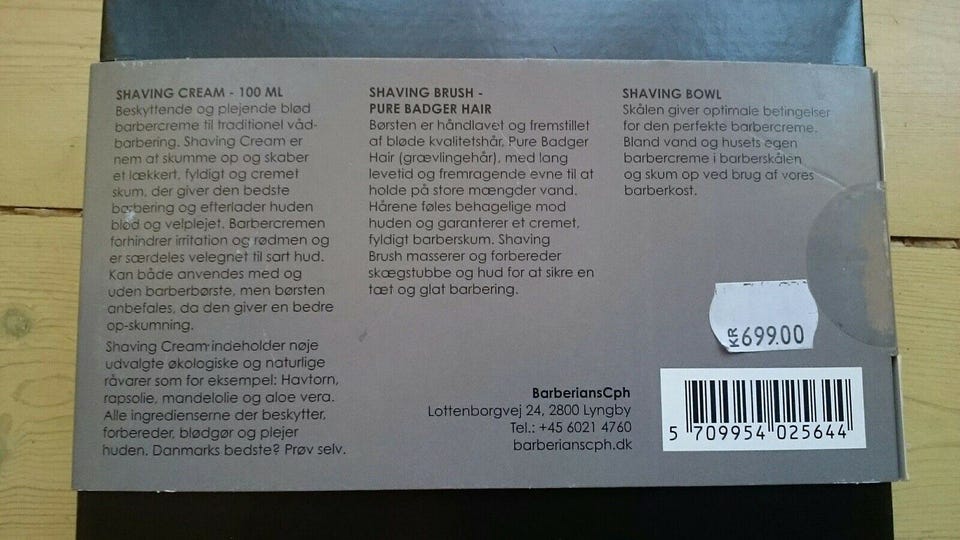 SHAVING CREAM - 100 ML
Beskyttende og plejende blød
barbercreme til traditionel våd-
barbering. Shaving Cream er
nem at skumme op og skaber
et lækkert, fyldigt og cremet
skum, der giver den bedste
barbering og efterlader huden
blød og velplejet. Barbercremen
forhindrer irritation og rødmen og
er særdeles velegnet til sart hud.
Kan både anvendes med og
uden barberbørste, men børsten
anbefales, da den giver en bedre
op-skumning.
Shaving Cream indeholder nøje
udvalgte økologiske og naturlige
råvarer som for eksempel: Havtorn,
rapsolie, mandelolie og aloe vera.
Alle ingredienserne der beskytter,
forbereder, blødgør og plejer
huden. Danmarks bedste? Prøv selv.
SHAVING BRUSH -
PURE BADGER HAIR
Børsten er håndlavet og fremstillet
af bløde kvalitetshår, Pure Badger
Hair (grævlingehår), med lang
levetid og fremragende evne til at
holde på store mængder vand.
Hårene føles behagelige mod
huden og garanterer et cremet,
fyldigt barberskum. Shaving
Brush masserer og forbereder
skægstubbe og hud for at sikre en
tæt og glat barbering.
SHAVING BOWL
Skålen giver optimale betingelser
for den perfekte barbercreme.
Bland vand og husets egen
barbercreme i barberskålen
og skum op ved brug af vores
barberkost.
KR 699.00
BarberiansCph
Lottenborgvej 24, 2800 Lyngby
Tel.: +45 6021 4760
barberianscph.dk
5 709954 025644